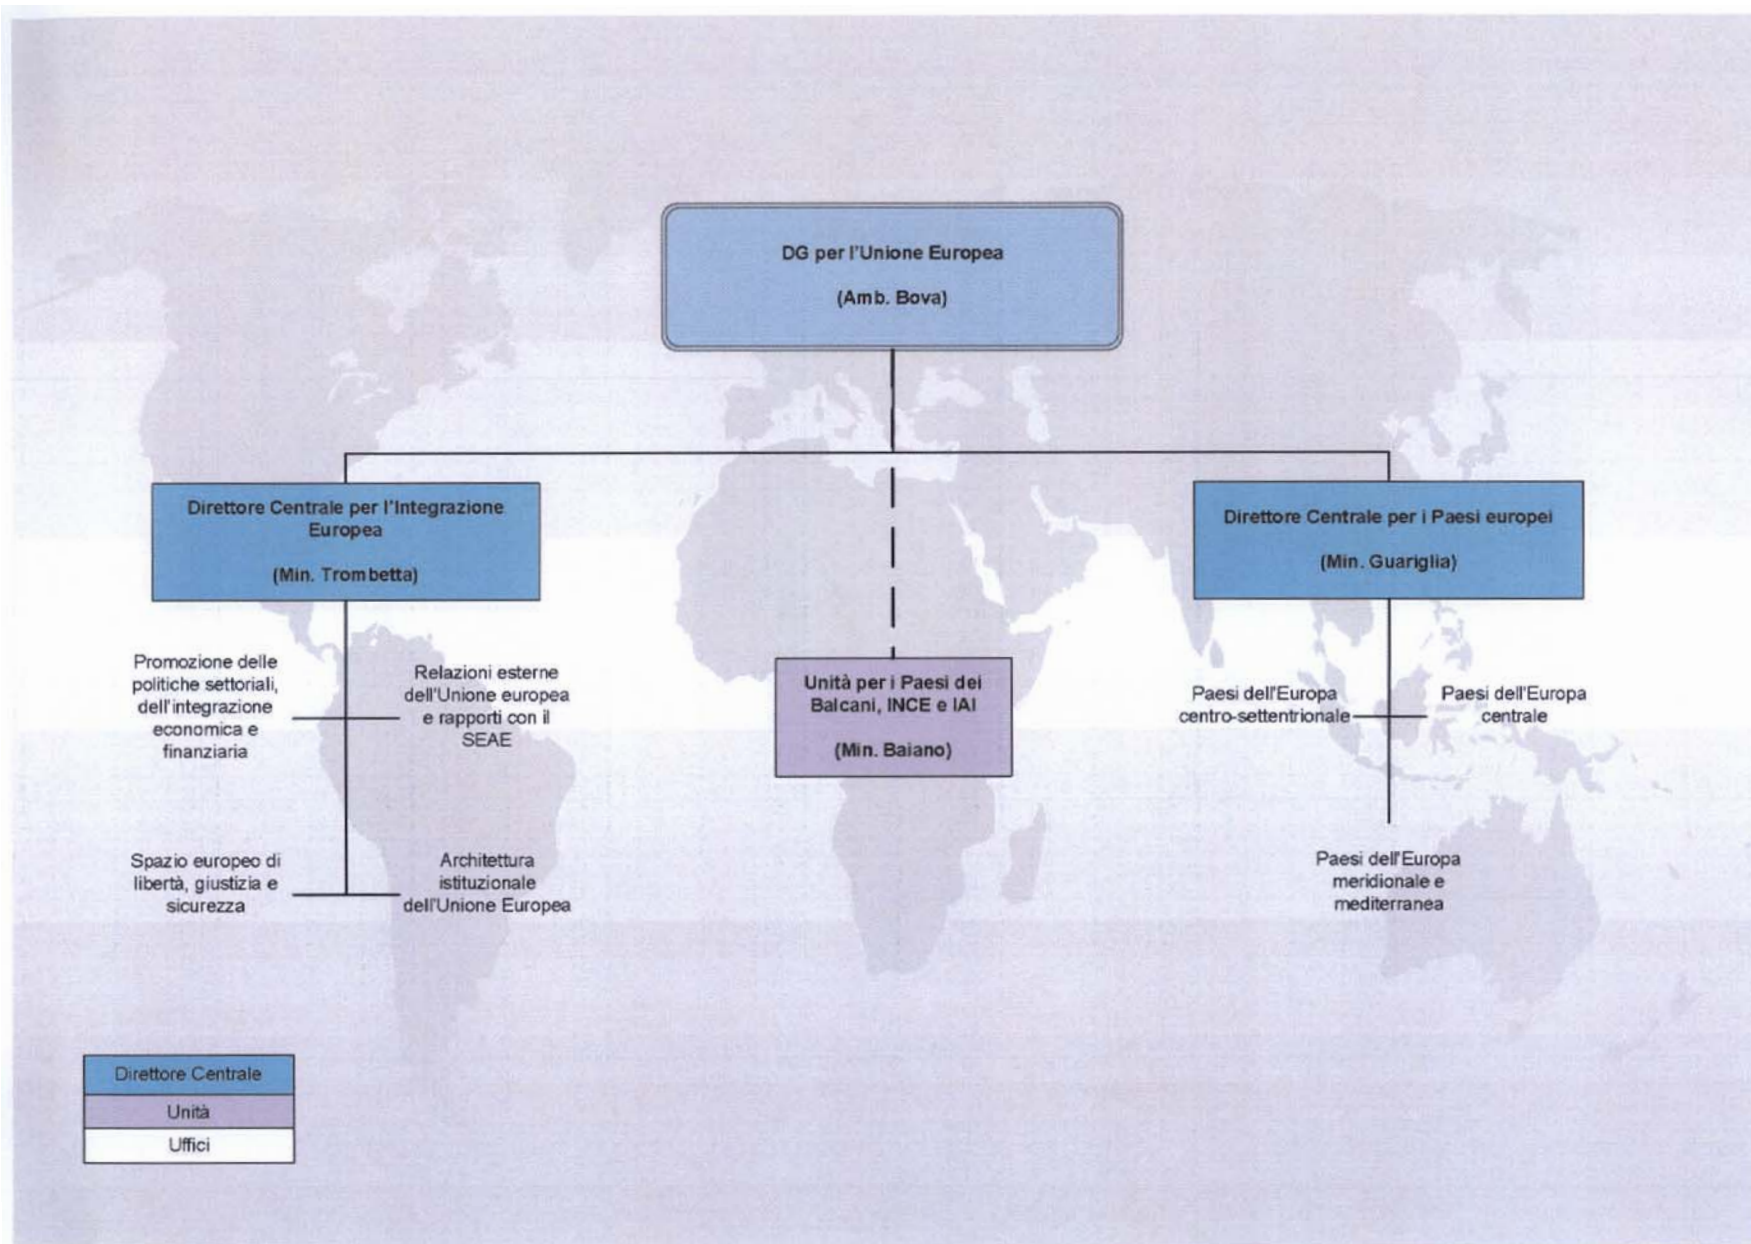 DG per l'Unione Europea
(Amb. Bova)
Direttore Centrale per l'Integrazione
Europea
(Min. Trombetta)
Direttore Centrale per i Paesi europei
(Min. Guariglia)
Promozione delle
politiche settoriali,
dell'integrazione
economica e
finanziaria
Relazioni esterne
dell'Unione europea
e rapporti con il
SEAE
Unità per i Paesi dei
Balcani, INCE e IAI
(Min. Baiano)
Paesi dell'Europa
centro-settentrionale
Paesi dell'Europa
centrale
Spazio europeo di
libertà, giustizia e
sicurezza
Architettura
istituzionale
dell'Unione Europea
Paesi dell'Europa
meridionale e
mediterranea
Direttore Centrale
Unità
Uffici